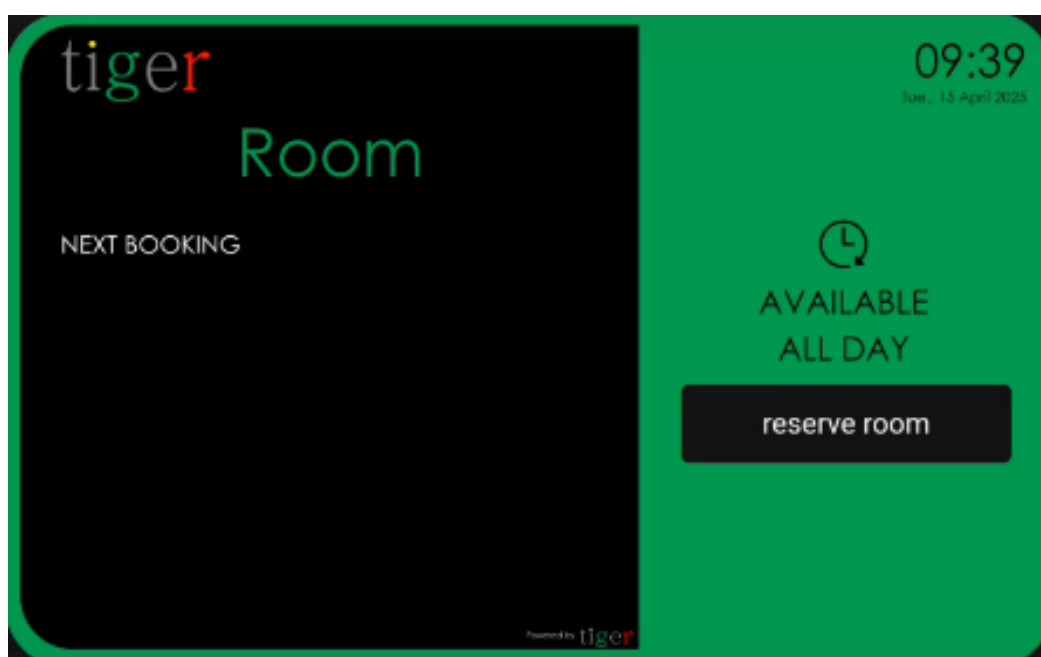 tiger
Room
NEXT BOOKING
Powered by tiger
09:39
Tue., 15 April 2025
AVAILABLE
ALL DAY
reserve room